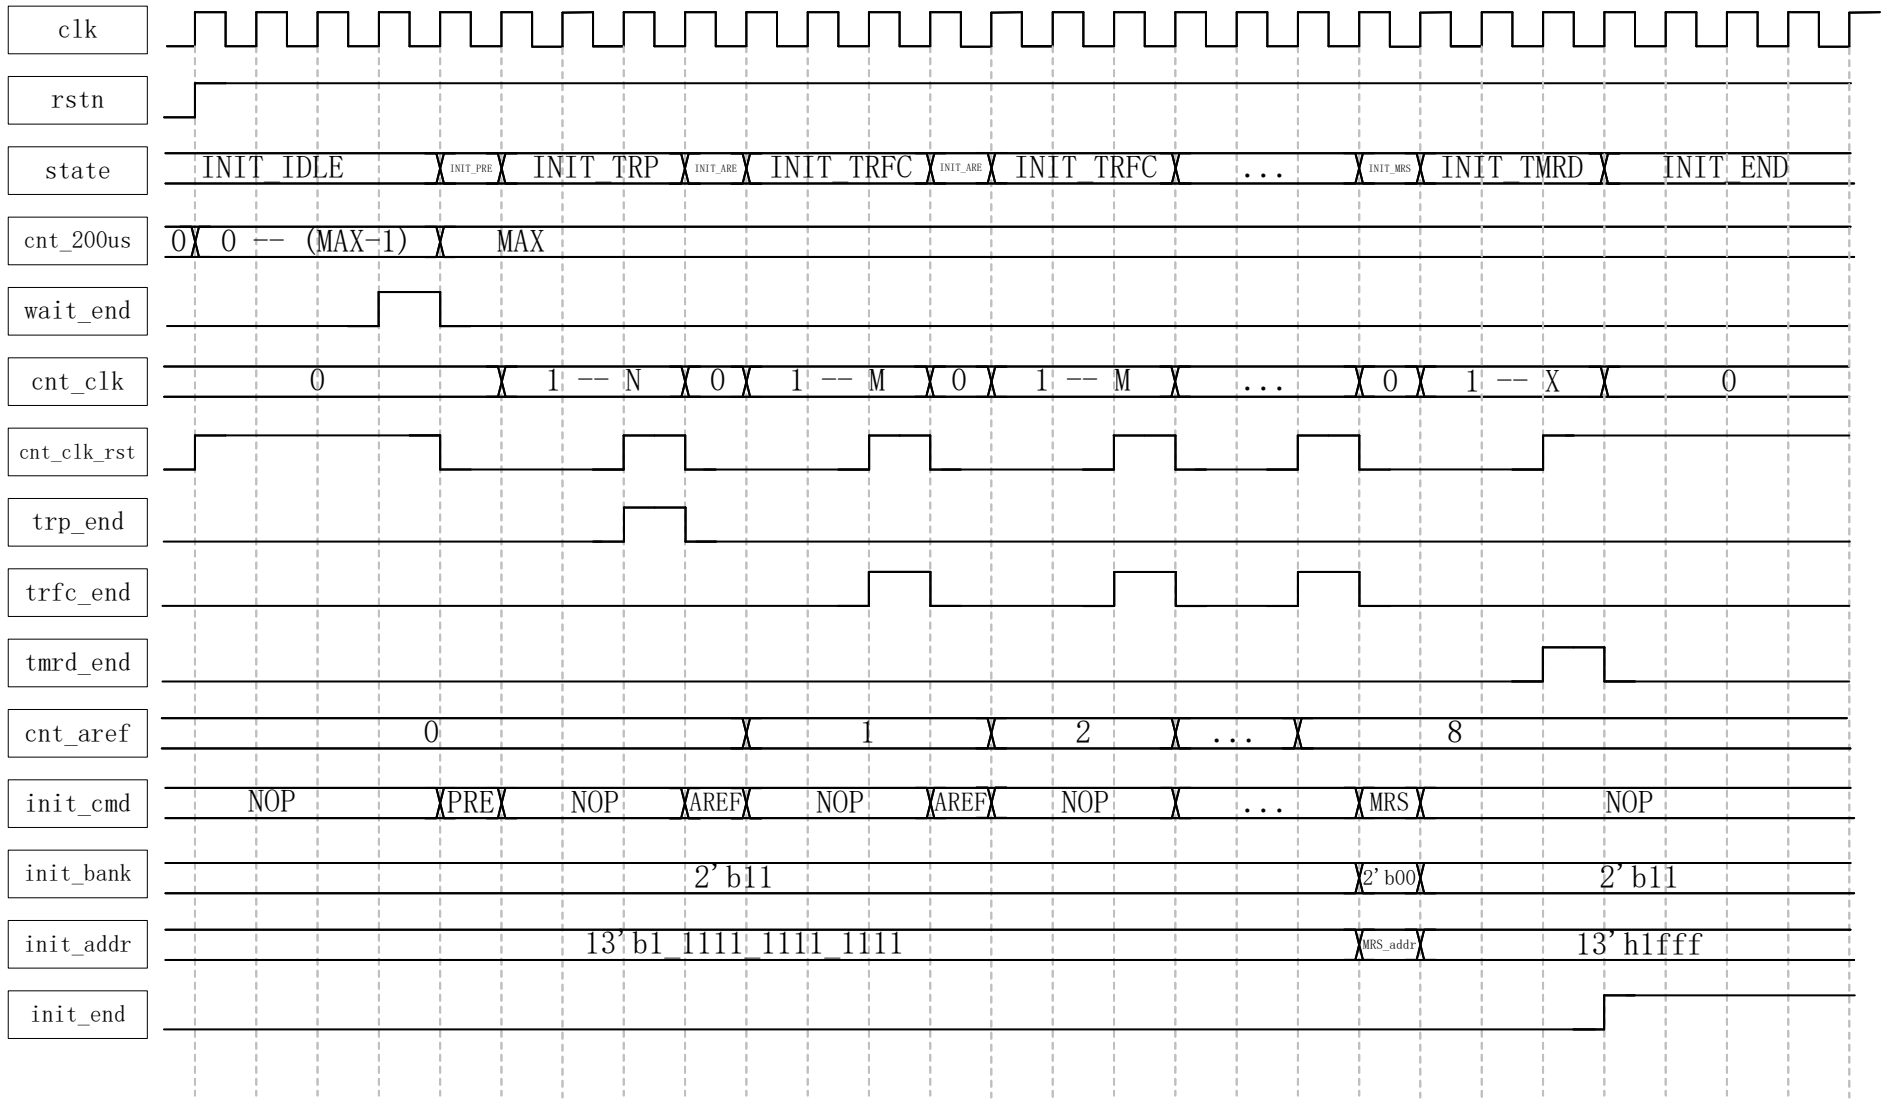 clk
rstn
state INIT_IDLE INIT_PRE INIT_TRP INIT_ARE INIT_TRFC INIT_ARE INIT_TRFC ... INIT_MRS INIT_TMRD INIT_END
cnt_200us 0 0 -- (MAX-1) MAX
wait_end
cnt_clk 0 1 -- N 0 1 -- M 0 1 -- M ... 0 1 -- X 0
cnt_clk_rst
trp_end
trfc_end
tmrd_end
cnt_aref 0 1 2 ... 8
init_cmd NOP PRE NOP AREF NOP AREF NOP ... MRS NOP
init_bank 2'b11 2'b00 2'b11
init_addr 13'b1_1111_1111_1111 MRS_addr 13'h1fff
init_end